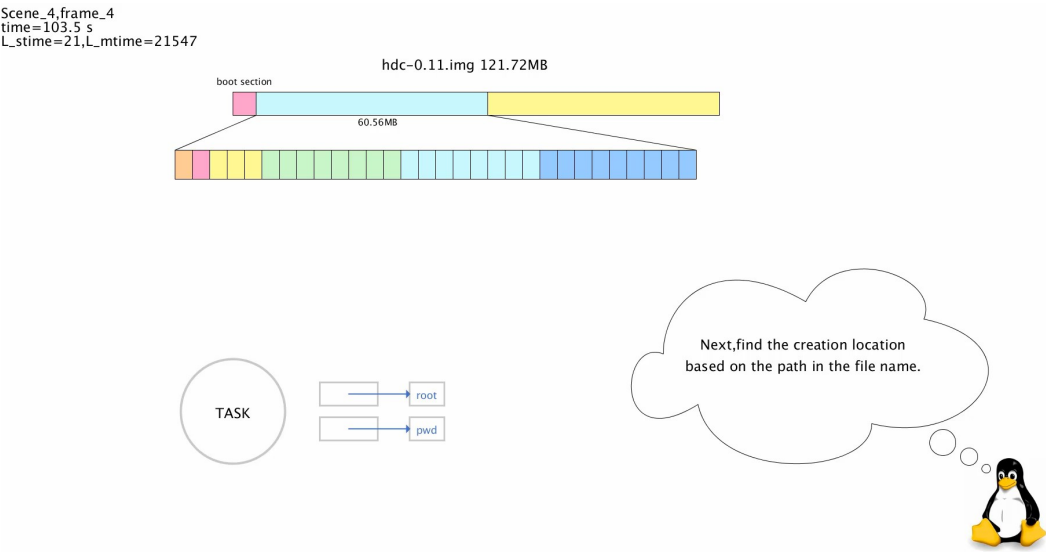 Scene_4,frame_4
time=103.5 s
L_stime=21,L_mtime=21547
hdc-0.11.img 121.72MB
boot section
60.56MB
Next,find the creation location
based on the path in the file name.
TASK
root
pwd